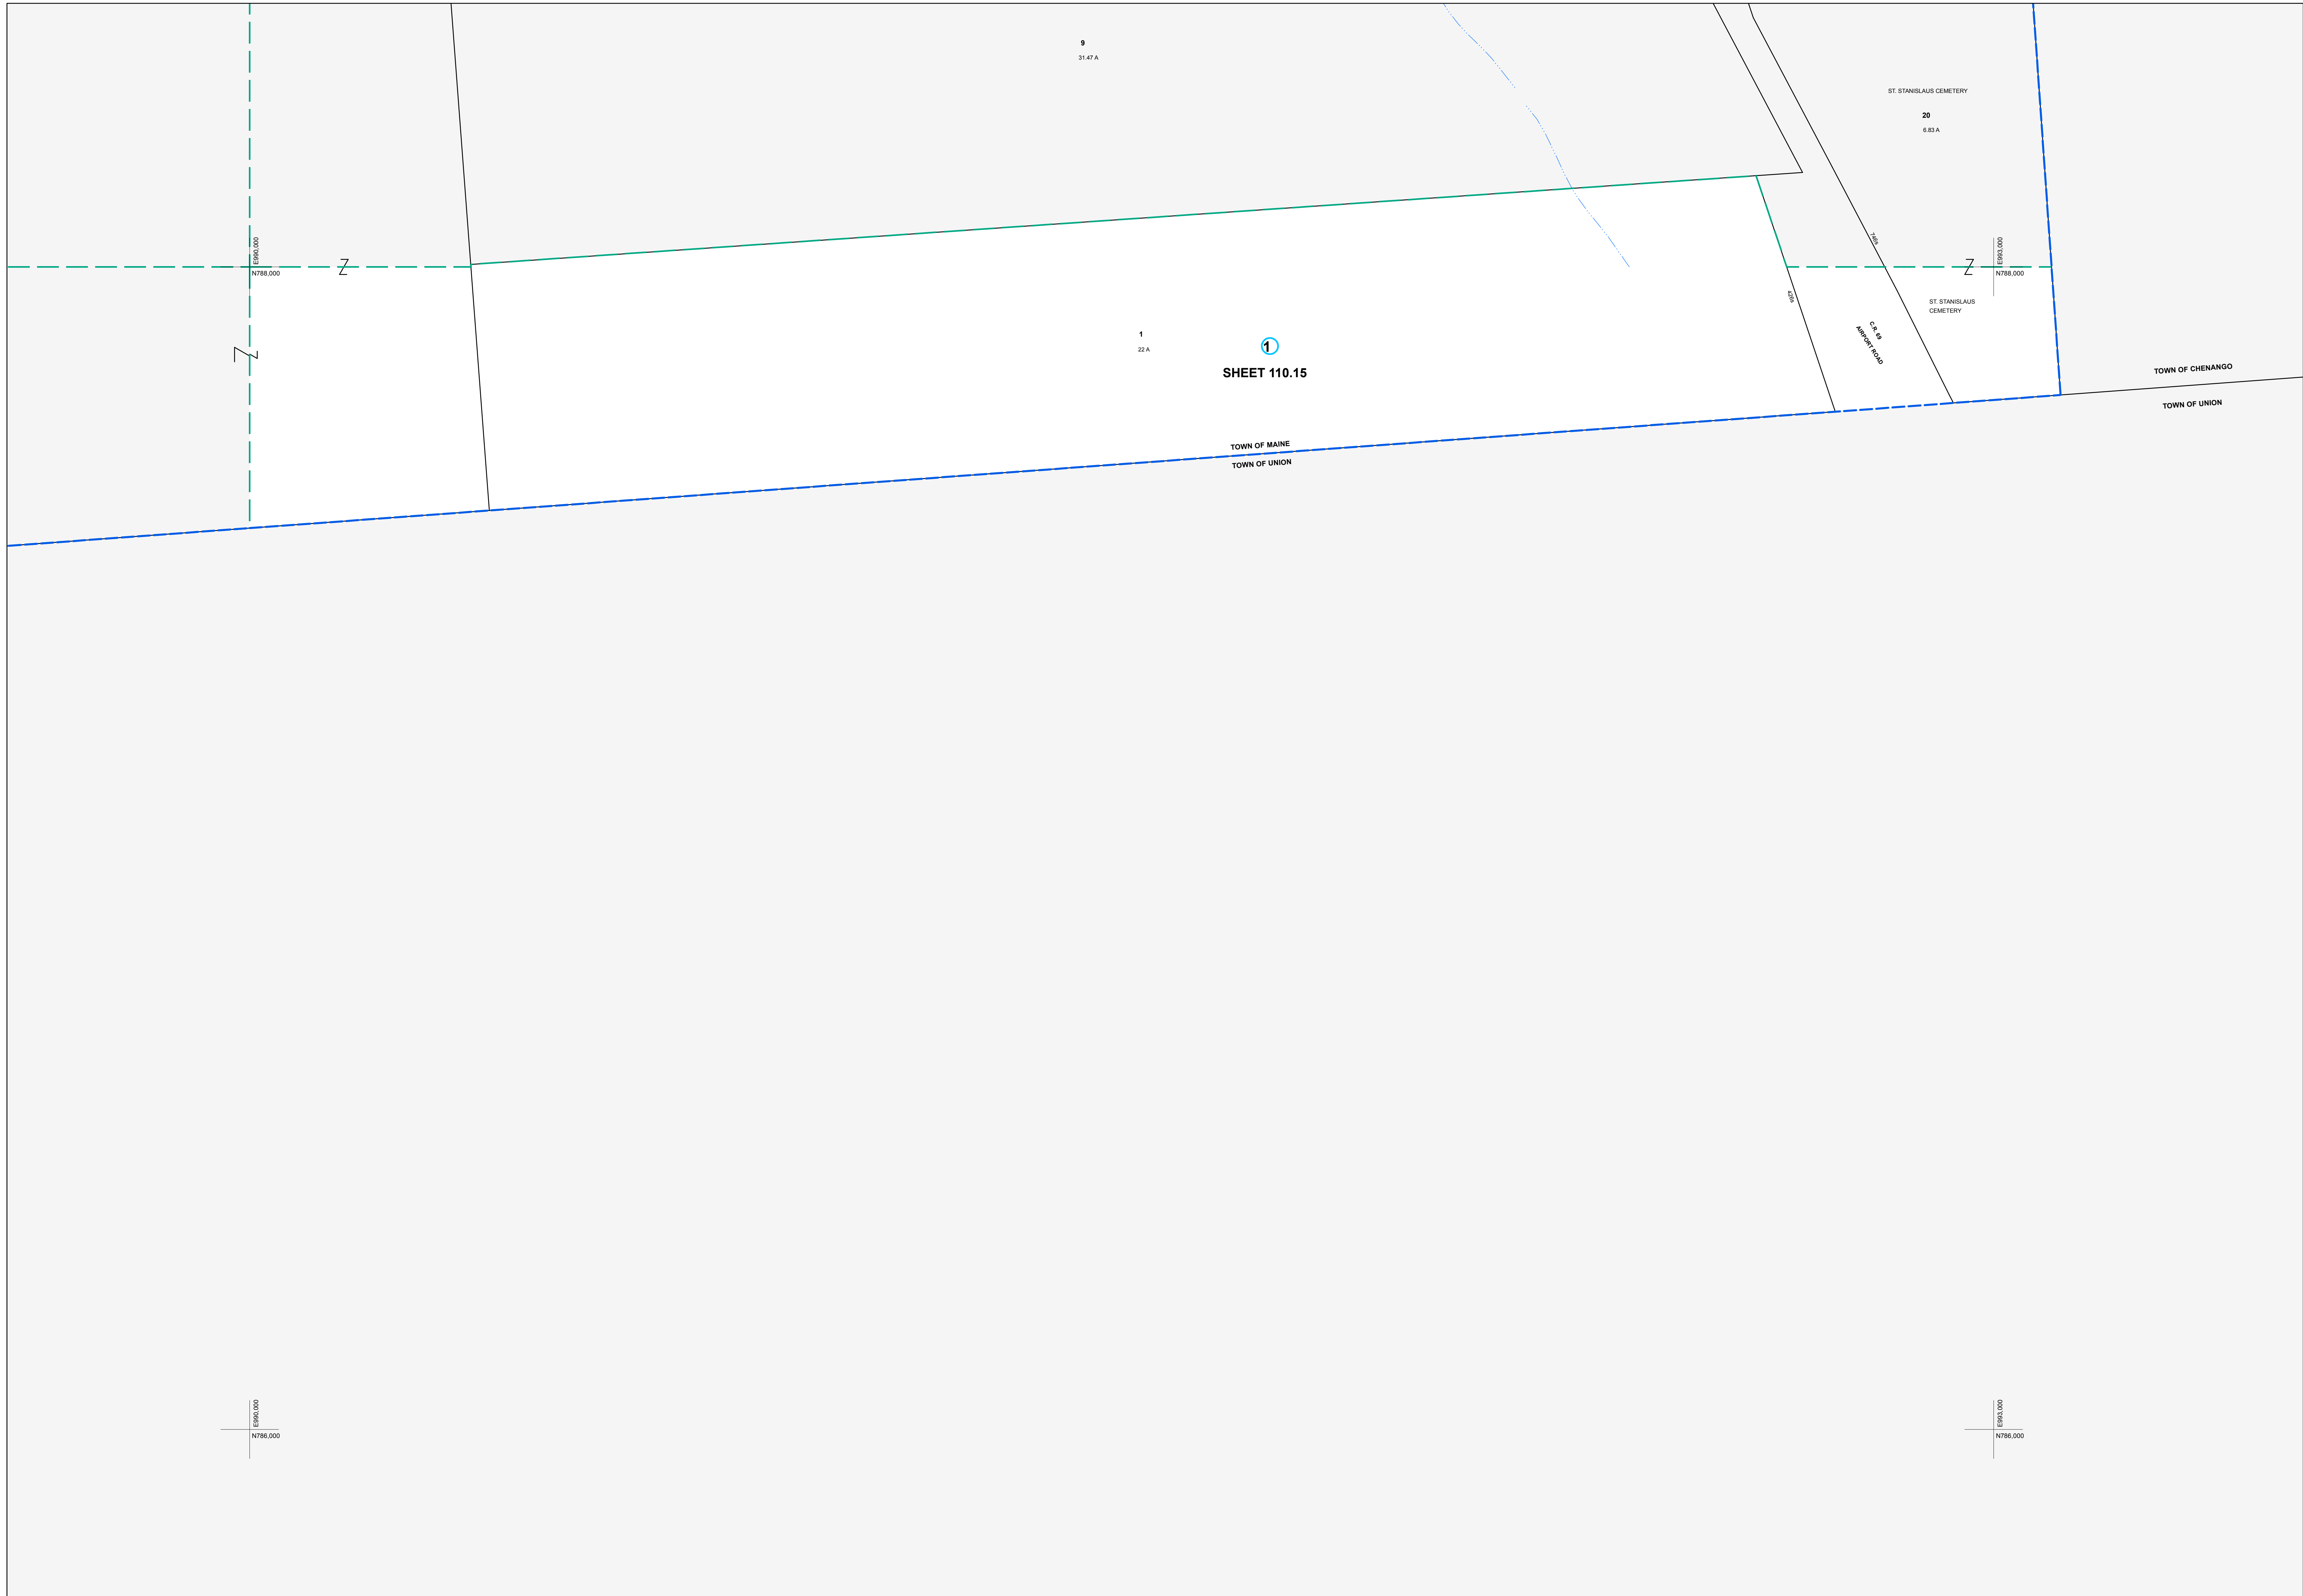 9
31.47 A
ST. STANISLAUS CEMETERY
20
6.83 A
E990,000
N788,000
746s
E993,000
N788,000
428s
ST. STANISLAUS
CEMETERY
C.R. 69
AIRPORT ROAD
1
22 A
1
SHEET 110.15
TOWN OF CHENANGO
TOWN OF UNION
TOWN OF MAINE
TOWN OF UNION
E990,000
N786,000
E993,000
N786,000